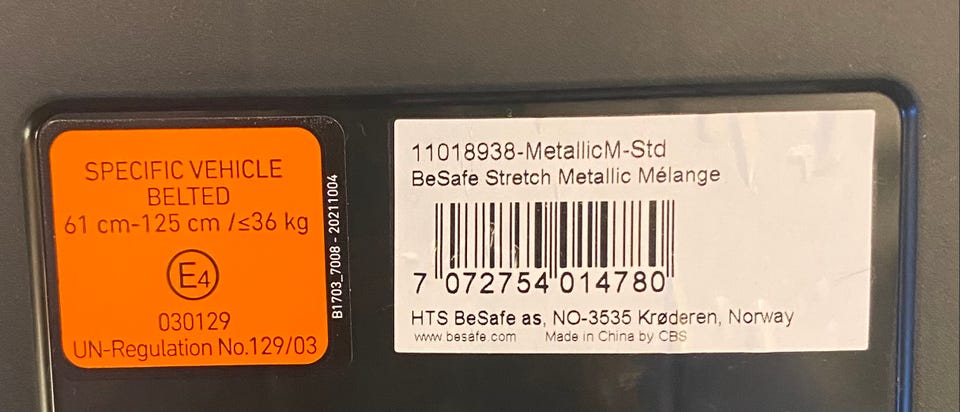 SPECIFIC VEHICLE
BELTED
61 cm-125 cm /≤36 kg
E4
030129
UN-Regulation No.129/03
B1703_7008 - 20211004
11018938-MetallicM-Std
BeSafe Stretch Metallic Mélange
7 072754 014780
HTS BeSafe as, NO-3535 Krøderen, Norway
www.besafe.com Made in China by CBS